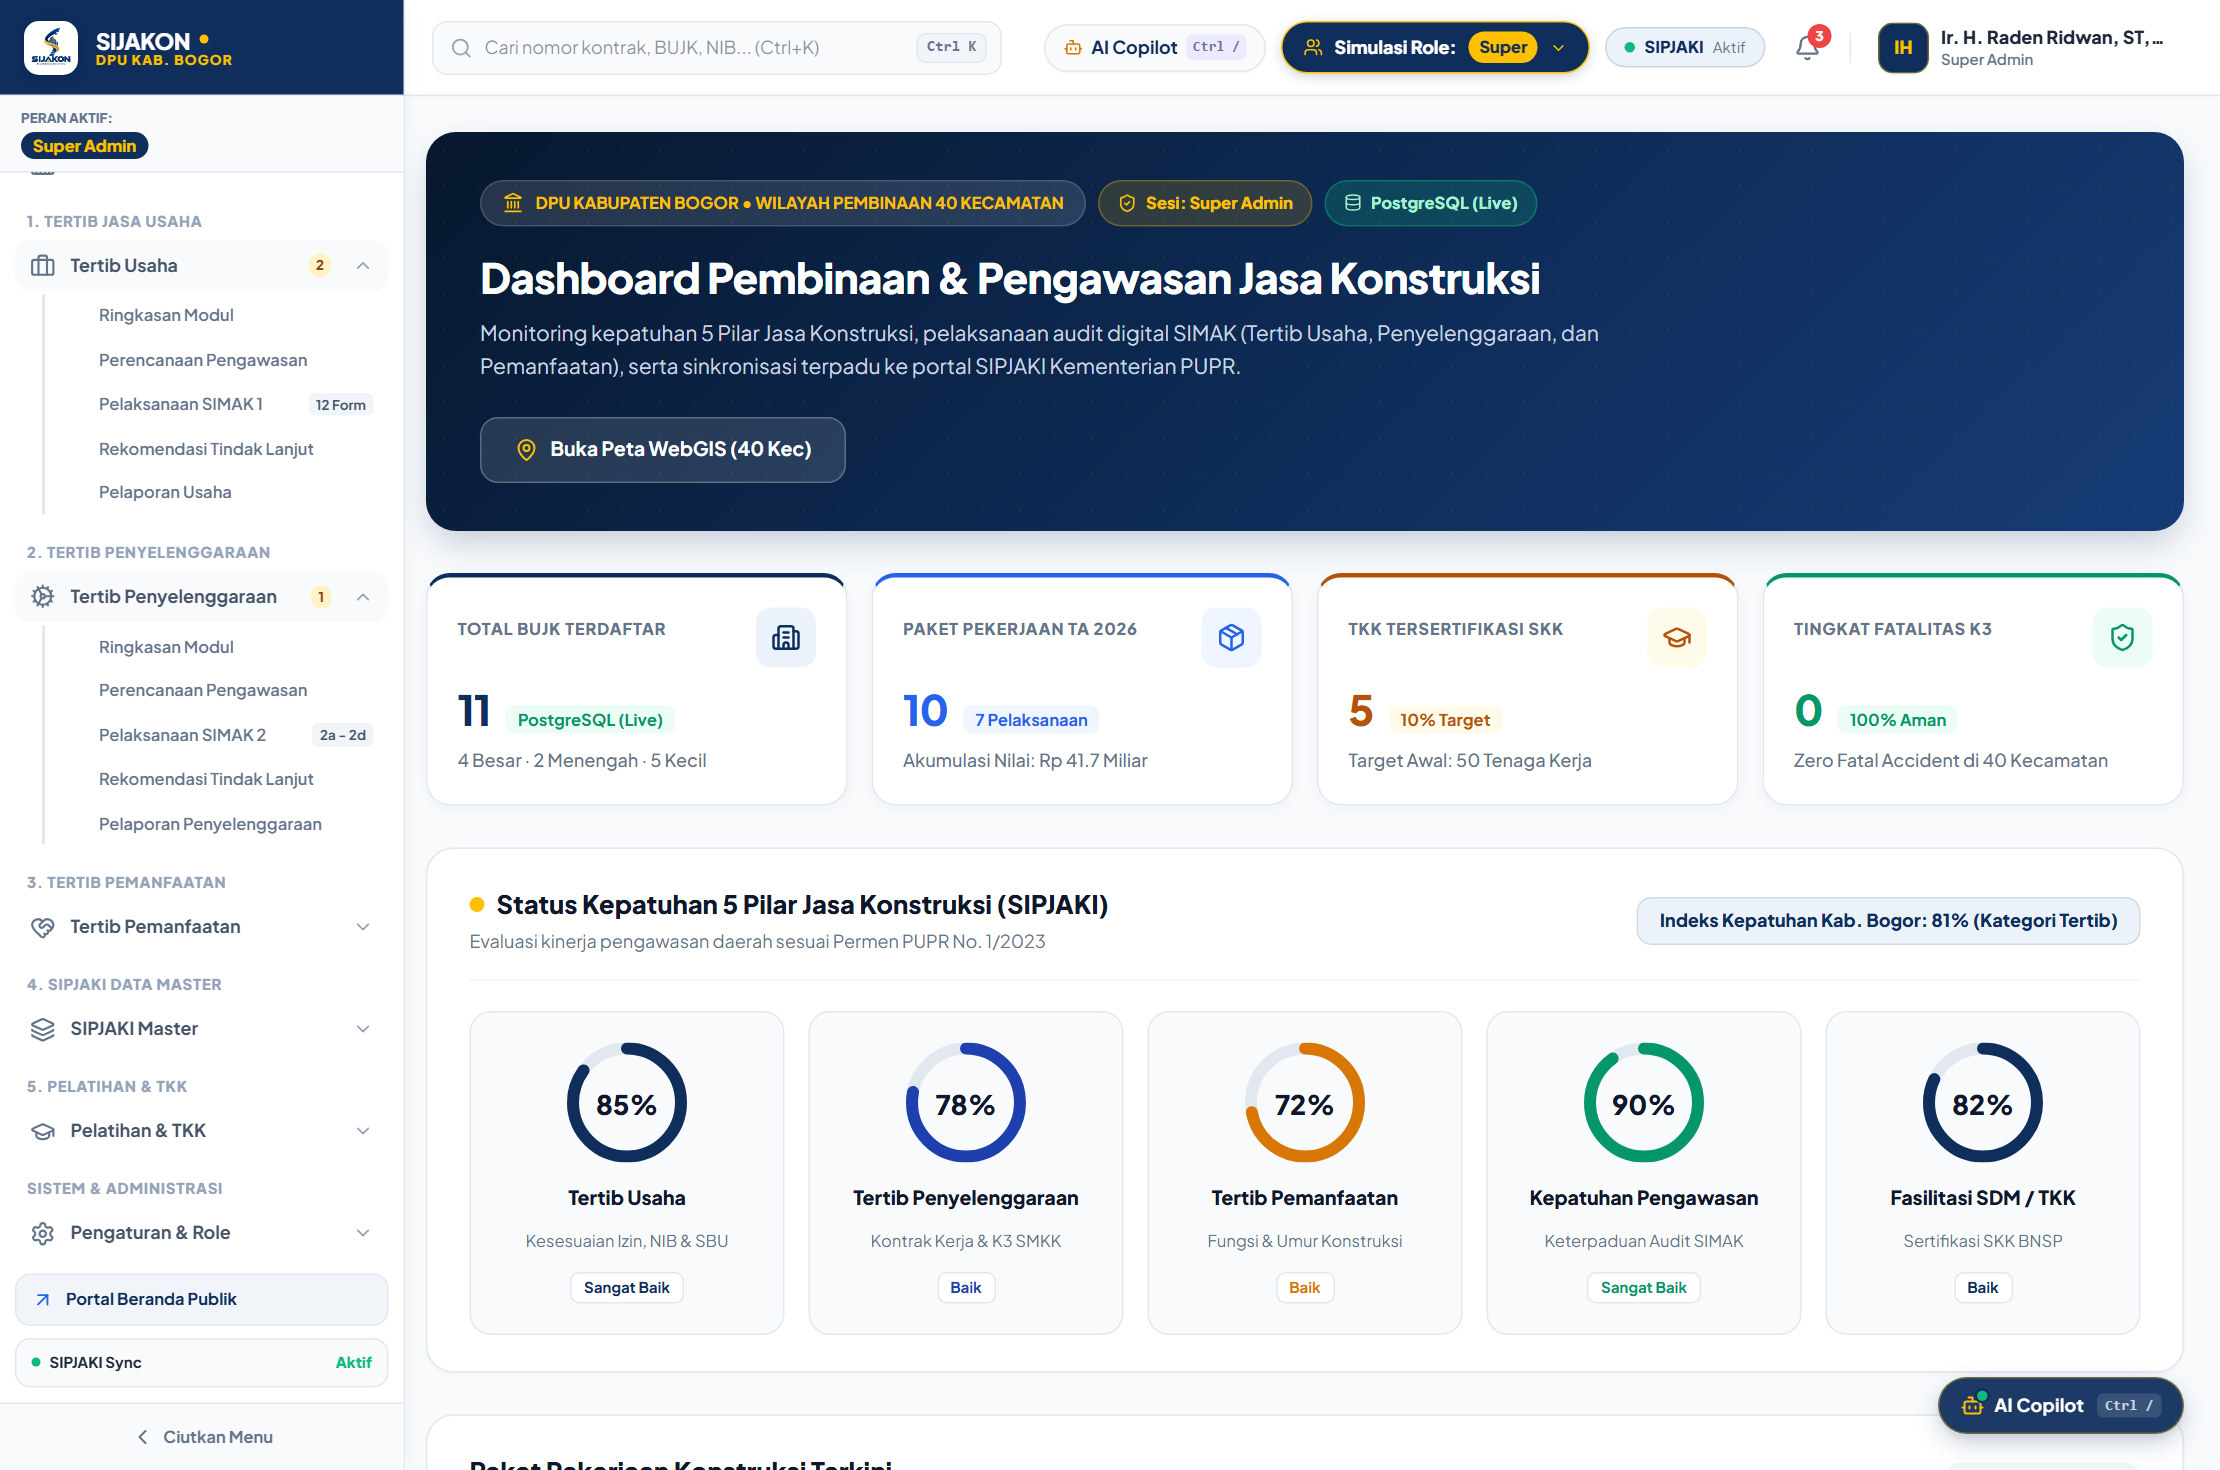 SIJAKON
SIJAKON
DPU KAB. BOGOR
PERAN AKTIF:
Super Admin
1. TERTIB JASA USAHA
Tertib Usaha 2
Ringkasan Modul
Perencanaan Pengawasan
Pelaksanaan SIMAK 1 12 Form
Rekomendasi Tindak Lanjut
Pelaporan Usaha
2. TERTIB PENYELENGGARAAN
Tertib Penyelenggaraan 1
Ringkasan Modul
Perencanaan Pengawasan
Pelaksanaan SIMAK 2 2a - 2d
Rekomendasi Tindak Lanjut
Pelaporan Penyelenggaraan
3. TERTIB PEMANFAATAN
Tertib Pemanfaatan
4. SIPJAKI DATA MASTER
SIPJAKI Master
5. PELATIHAN & TKK
Pelatihan & TKK
SISTEM & ADMINISTRASI
Pengaturan & Role
Portal Beranda Publik
SIPJAKI Sync Aktif
Ciutkan Menu
Cari nomor kontrak, BUJK, NIB... (Ctrl+K) Ctrl K
AI Copilot Ctrl /
Simulasi Role: Super
SIPJAKI Aktif
3
IH
Ir. H. Raden Ridwan, ST,...
Super Admin
DPU KABUPATEN BOGOR • WILAYAH PEMBINAAN 40 KECAMATAN
Sesi: Super Admin
PostgreSQL (Live)
Dashboard Pembinaan & Pengawasan Jasa Konstruksi
Monitoring kepatuhan 5 Pilar Jasa Konstruksi, pelaksanaan audit digital SIMAK (Tertib Usaha, Penyelenggaraan, dan
Pemanfaatan), serta sinkronisasi terpadu ke portal SIPJAKI Kementerian PUPR.
Buka Peta WebGIS (40 Kec)
TOTAL BUJK TERDAFTAR
11 PostgreSQL (Live)
4 Besar · 2 Menengah · 5 Kecil
PAKET PEKERJAAN TA 2026
10 7 Pelaksanaan
Akumulasi Nilai: Rp 41.7 Miliar
TKK TERSERTIFIKASI SKK
5 10% Target
Target Awal: 50 Tenaga Kerja
TINGKAT FATALITAS K3
0 100% Aman
Zero Fatal Accident di 40 Kecamatan
Status Kepatuhan 5 Pilar Jasa Konstruksi (SIPJAKI)
Evaluasi kinerja pengawasan daerah sesuai Permen PUPR No. 1/2023
Indeks Kepatuhan Kab. Bogor: 81% (Kategori Tertib)
85%
Tertib Usaha
Kesesuaian Izin, NIB & SBU
Sangat Baik
78%
Tertib Penyelenggaraan
Kontrak Kerja & K3 SMKK
Baik
72%
Tertib Pemanfaatan
Fungsi & Umur Konstruksi
Baik
90%
Kepatuhan Pengawasan
Keterpaduan Audit SIMAK
Sangat Baik
82%
Fasilitasi SDM / TKK
Sertifikasi SKK BNSP
Baik
AI Copilot Ctrl /
Paket Pekerjaan Konstruksi Terkini